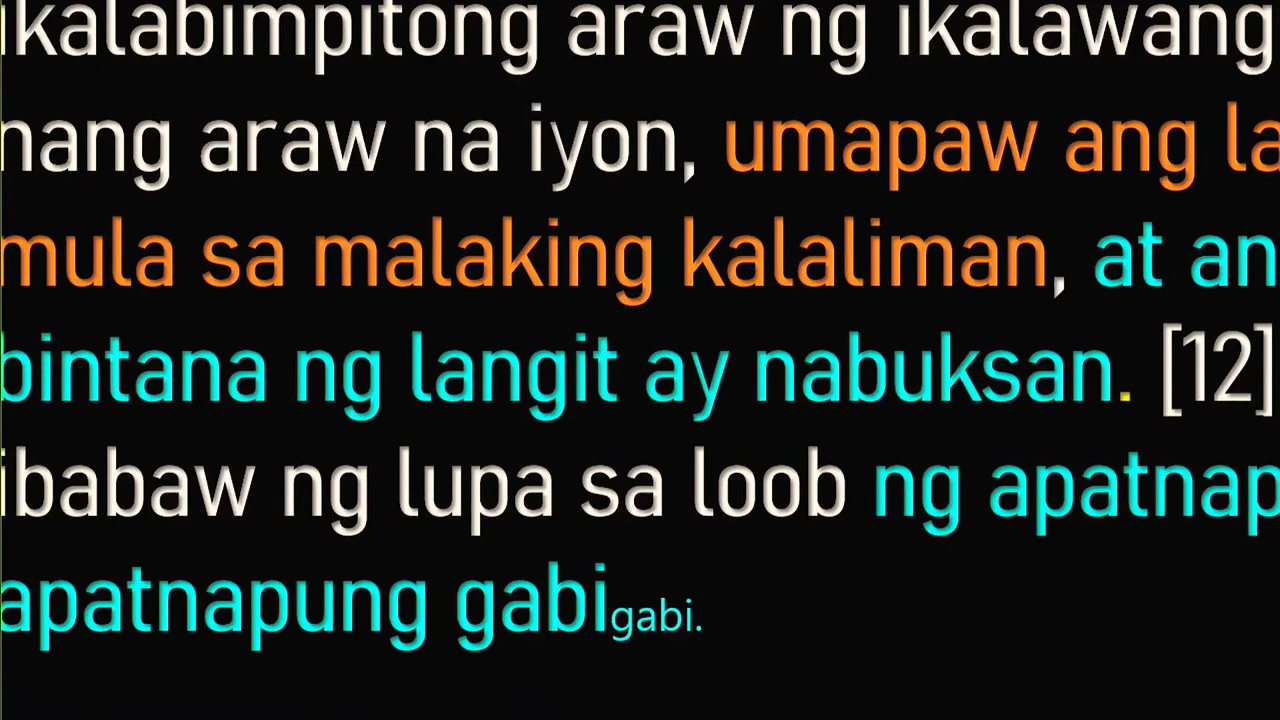 ikalabimpitong araw ng ikalawang
nang araw na iyon, umapaw ang la
mula sa malaking kalaliman, at an
bintana ng langit ay nabuksan. [12]
ibabaw ng lupa sa loob ng apatnap
apatnapung gabigabi.